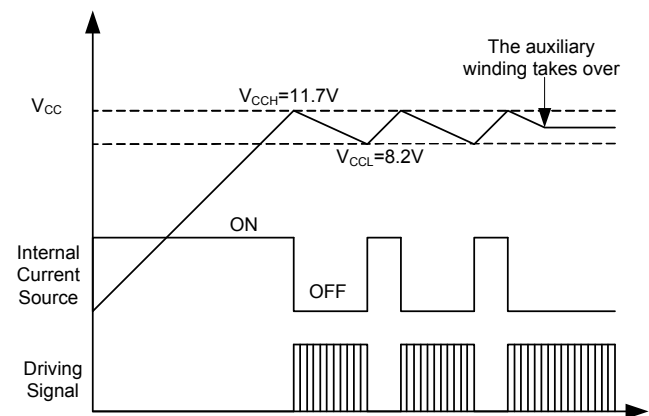 The auxiliary
winding takes over
VCC
VCCH=11.7V
VCCL=8.2V
ON
Internal
Current
Source
OFF
Driving
Signal